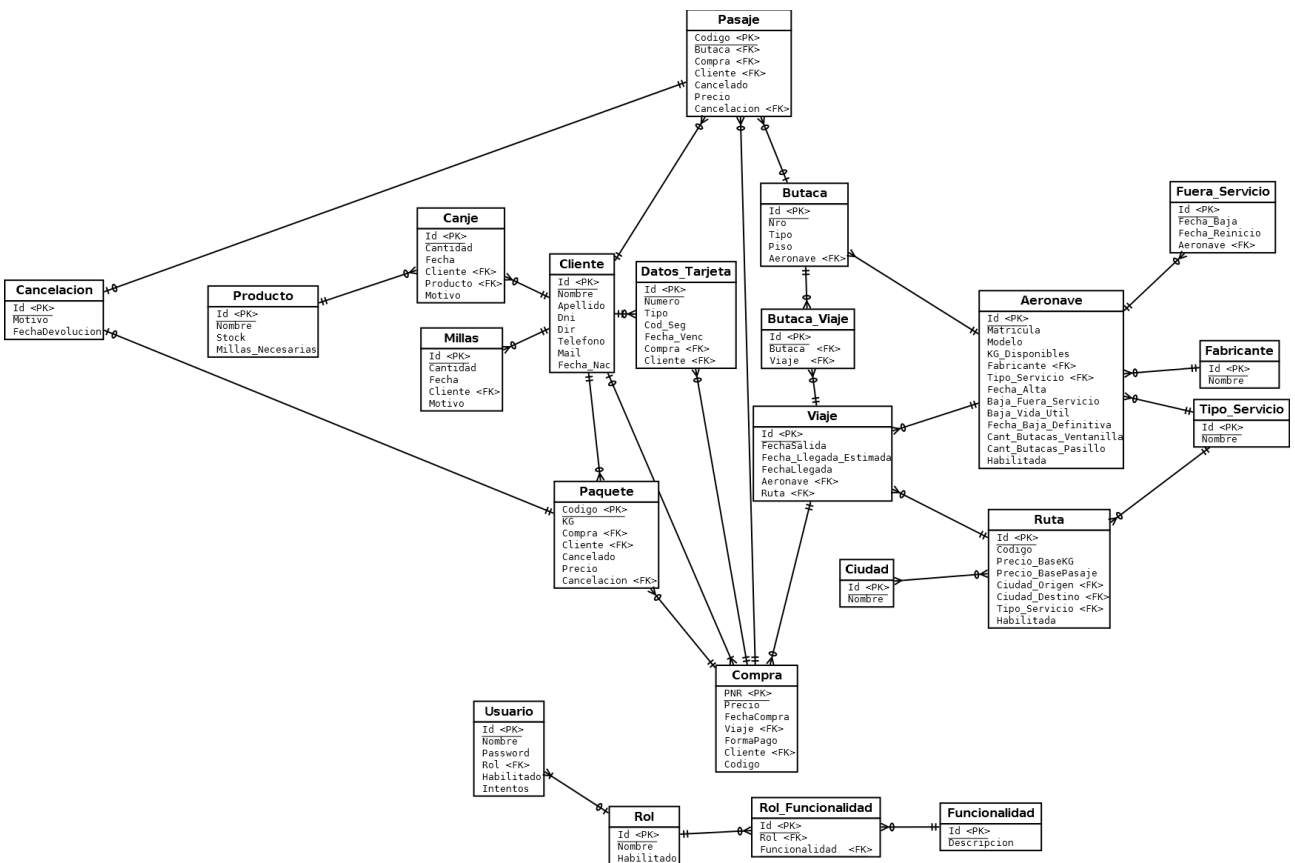 Pasaje
Codigo <PK>
Butaca <FK>
Compra <FK>
Cliente <FK>
Cancelado
Precio
Cancelacion <FK>
Butaca
Id <PK>
Nro
Tipo
Piso
Aeronave <FK>
Fuera_Servicio
Id <PK>
Fecha_Baja
Fecha_Reinicio
Aeronave <FK>
Canje
Id <PK>
Cantidad
Fecha
Cliente <FK>
Producto <FK>
Motivo
Cliente
Id <PK>
Nombre
Apellido
Dni
Dir
Telefono
Mail
Fecha_Nac
Datos_Tarjeta
Id <PK>
Numero
Tipo
Cod_Seg
Fecha_Venc
Compra <FK>
Cliente <FK>
Cancelacion
Id <PK>
Motivo
FechaDevolucion
Producto
Id <PK>
Nombre
Stock
Millas_Necesarias
Millas
Id <PK>
Cantidad
Fecha
Cliente <FK>
Motivo
Butaca_Viaje
Id <PK>
Butaca <FK>
Viaje <FK>
Aeronave
Id <PK>
Matricula
Modelo
KG_Disponibles
Fabricante <FK>
Tipo_Servicio <FK>
Fecha_Alta
Baja_Fuera_Servicio
Baja_Vida_Util
Fecha_Baja_Definitiva
Cant_Butacas_Ventanilla
Cant_Butacas_Pasillo
Habilitada
Fabricante
Id <PK>
Nombre
Tipo_Servicio
Id <PK>
Nombre
Viaje
Id <PK>
FechaSalida
Fecha_Llegada_Estimada
FechaLlegada
Aeronave <FK>
Ruta <FK>
Paquete
Codigo <PK>
KG
Compra <FK>
Cliente <FK>
Cancelado
Precio
Cancelacion <FK>
Ciudad
Id <PK>
Nombre
Ruta
Id <PK>
Codigo
Precio_BaseKG
Precio_BasePasaje
Ciudad_Origen <FK>
Ciudad_Destino <FK>
Tipo_Servicio <FK>
Habilitada
Compra
PNR <PK>
Precio
FechaCompra
Viaje <FK>
FormaPago
Cliente <FK>
Codigo
Usuario
Id <PK>
Nombre
Password
Rol <FK>
Habilitado
Intentos
Rol
Id <PK>
Nombre
Habilitado
Rol_Funcionalidad
Id <PK>
Rol <FK>
Funcionalidad <FK>
Funcionalidad
Id <PK>
Descripcion